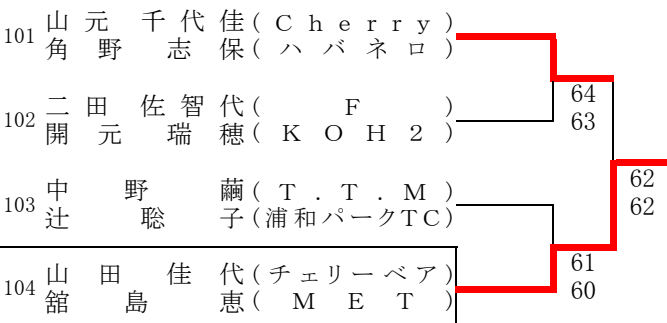 101 山元 千代佳(Cherry)
角野 志保(ハバネロ)
64
63
102 二田 佐智代(F)
開元 瑞穂(KOH2)
62
62
103 中野 繭(T.T.M)
辻 聡子(浦和パークTC)
61
60
104 山田 佳代(チェリーベア)
舘島 恵(MET)